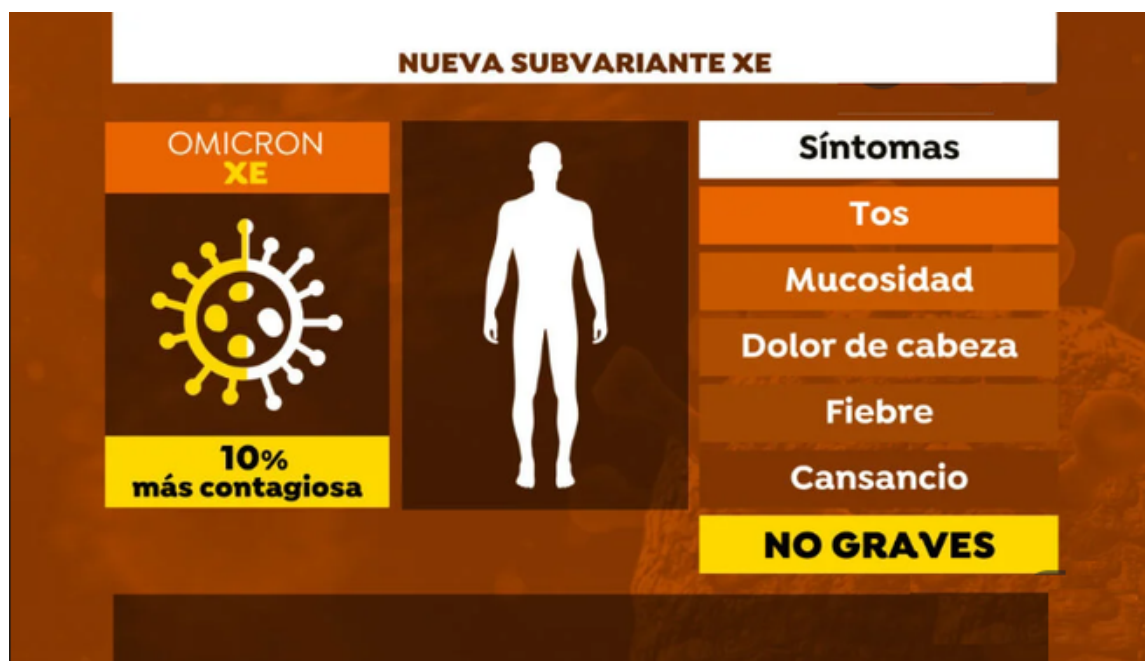 NUEVA SUBVARIANTE XE
OMICRON
XE
10%
más contagiosa
Síntomas
Tos
Mucosidad
Dolor de cabeza
Fiebre
Cansancio
NO GRAVES